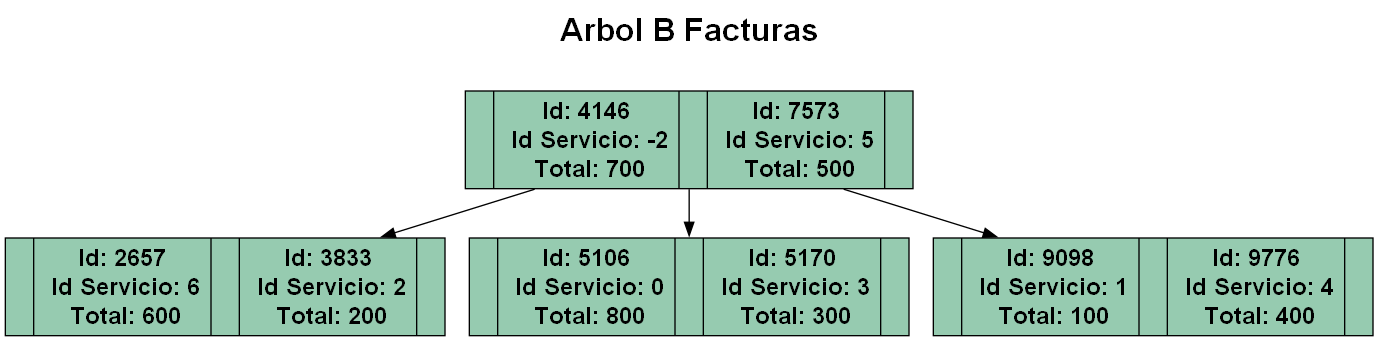 Arbol B Facturas
Id: 4146
Id Servicio: -2
Total: 700
Id: 7573
Id Servicio: 5
Total: 500
Id: 2657
Id Servicio: 6
Total: 600
Id: 3833
Id Servicio: 2
Total: 200
Id: 5106
Id Servicio: 0
Total: 800
Id: 5170
Id Servicio: 3
Total: 300
Id: 9098
Id Servicio: 1
Total: 100
Id: 9776
Id Servicio: 4
Total: 400